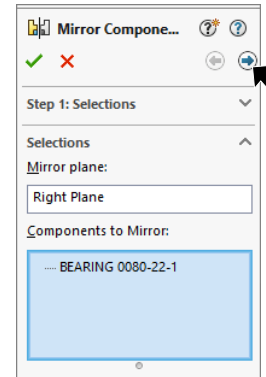 Mirror Compone...
Step 1: Selections
Selections
Mirror plane:
Right Plane
Components to Mirror:
BEARING 0080-22-1